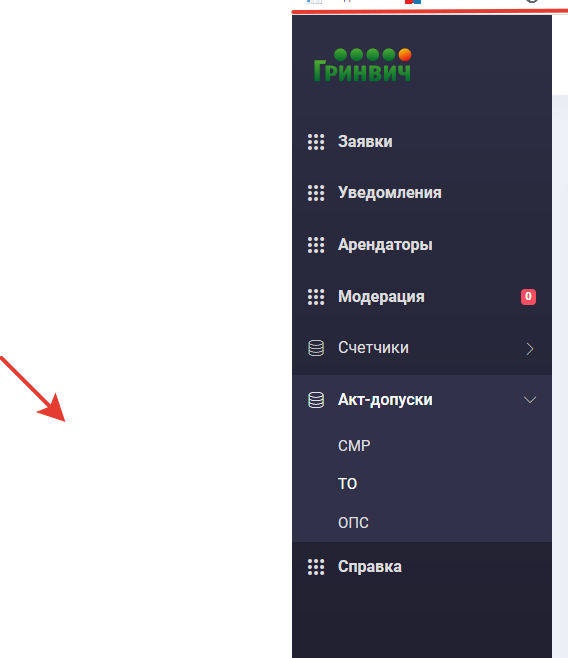 Гринвич
Заявки
Уведомления
Арендаторы
Модерация 0
Счетчики
Акт-допуски
СМР
ТО
ОПС
Справка